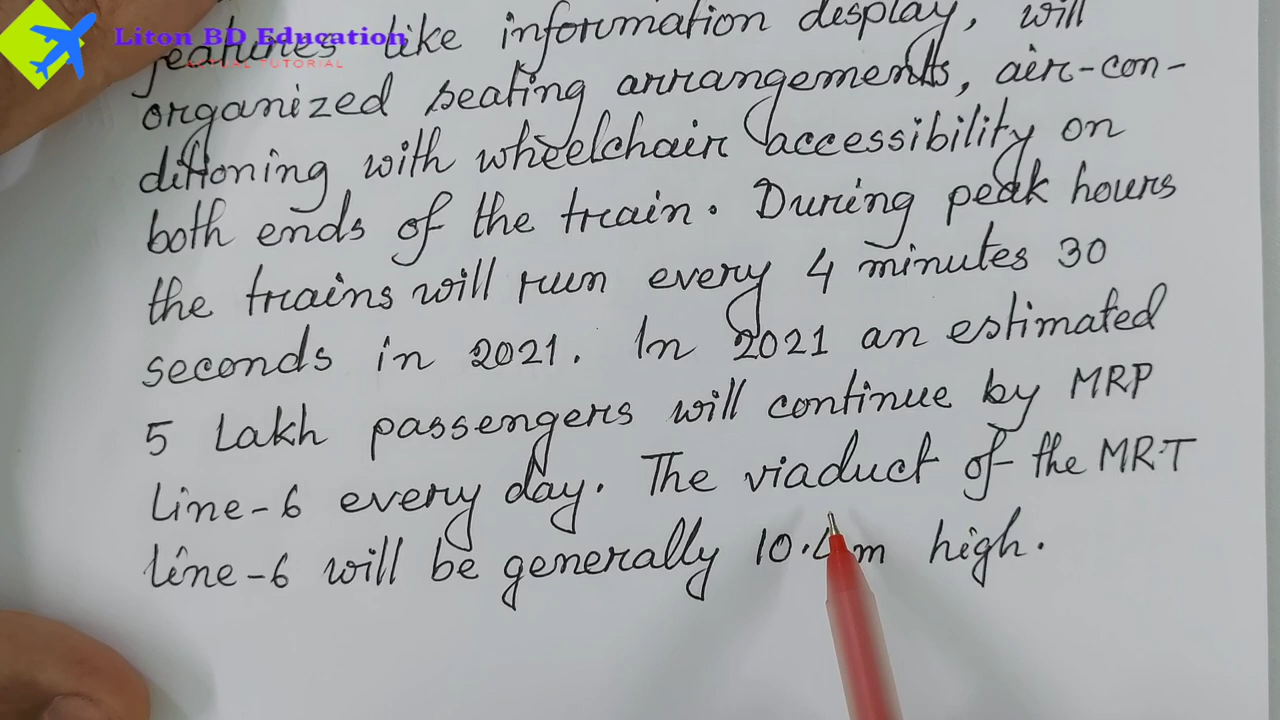 Liton BD Education
TUTORIAL
features like information display, will
organized seating arrangements, air-con-
ditioning with wheelchair accessibility on
both ends of the train. During peak hours
the trains will run every 4 minutes 30
seconds in 2021. In 2021 an estimated
5 Lakh passengers will continue by MRP
Line-6 every day. The viaduct of the MRT
line-6 will be generally m high.